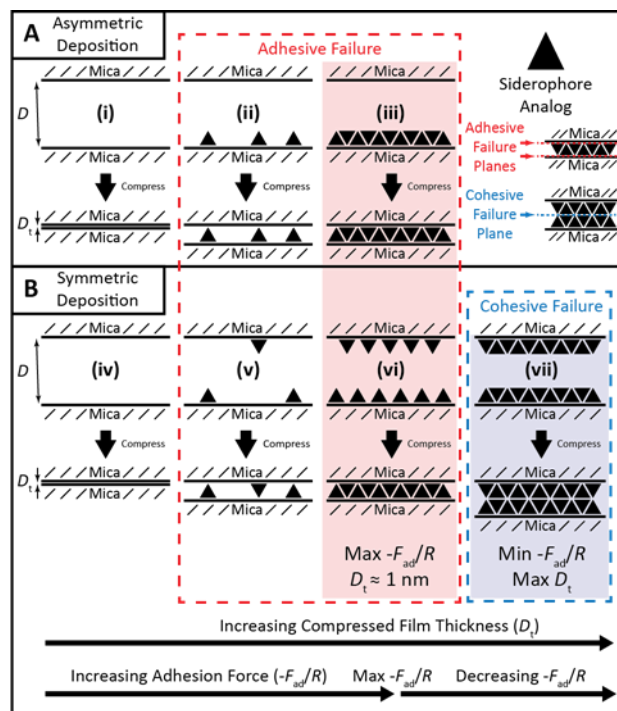 A Asymmetric Deposition
Adhesive Failure
Siderophore Analog
/ / / Mica / / /
/ / / Mica / / /
/ / / Mica / / /
D
(i)
(ii)
(iii)
/ / / Mica / / /
/ / / Mica / / /
/ / / Mica / / /
Compress
Compress
Compress
Adhesive Failure Planes
/ / / Mica / / /
/ / / Mica / / /
Cohesive Failure Plane
/ / / Mica / / /
/ / / Mica / / /
/ / / Mica / / /
/ / / Mica / / /
/ / / Mica / / /
Dt
/ / / Mica / / /
/ / / Mica / / /
/ / / Mica / / /
B Symmetric Deposition
Cohesive Failure
/ / / Mica / / /
/ / / Mica / / /
/ / / Mica / / /
/ / / Mica / / /
D
(iv)
(v)
(vi)
(vii)
/ / / Mica / / /
/ / / Mica / / /
/ / / Mica / / /
/ / / Mica / / /
Compress
Compress
Compress
Compress
/ / / Mica / / /
/ / / Mica / / /
/ / / Mica / / /
/ / / Mica / / /
Dt
/ / / Mica / / /
/ / / Mica / / /
/ / / Mica / / /
/ / / Mica / / /
Max -Fad/R
Dt ≈ 1 nm
Min -Fad/R
Max Dt
Increasing Compressed Film Thickness (Dt)
Increasing Adhesion Force (-Fad/R) Max -Fad/R Decreasing -Fad/R